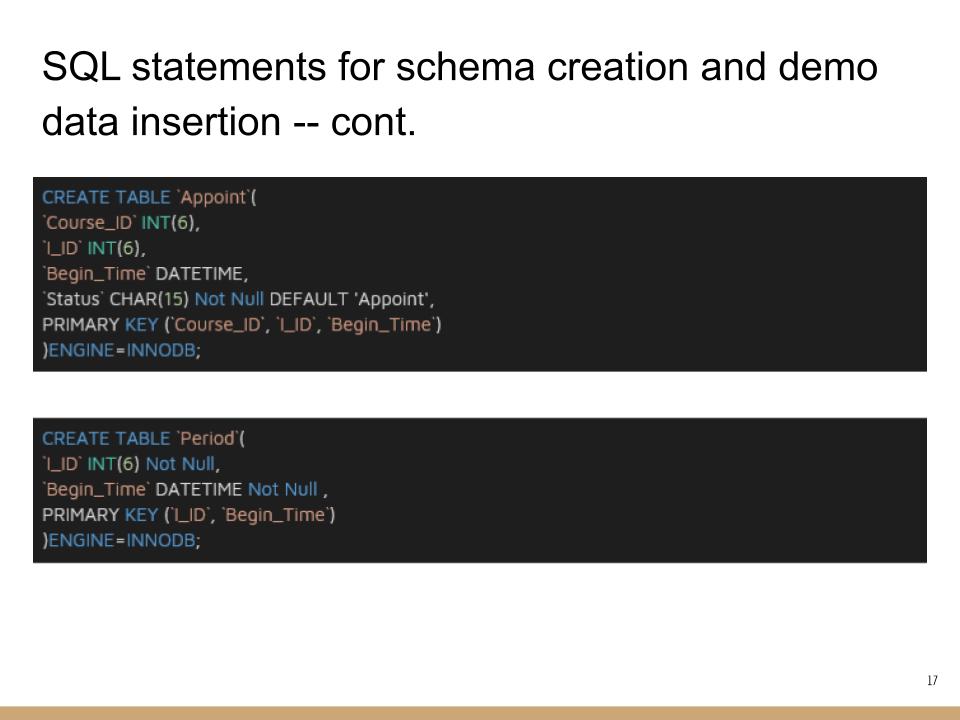 SQL statements for schema creation and demo
data insertion -- cont.
CREATE TABLE `Appoint`(
`Course_ID` INT(6),
`I_ID` INT(6),
`Begin_Time` DATETIME,
`Status` CHAR(15) Not Null DEFAULT 'Appoint',
PRIMARY KEY (`Course_ID`, `I_ID`, `Begin_Time`)
)ENGINE=INNODB;
CREATE TABLE `Period`(
`I_ID` INT(6) Not Null,
`Begin_Time` DATETIME Not Null ,
PRIMARY KEY (`I_ID`, `Begin_Time`)
)ENGINE=INNODB;
17